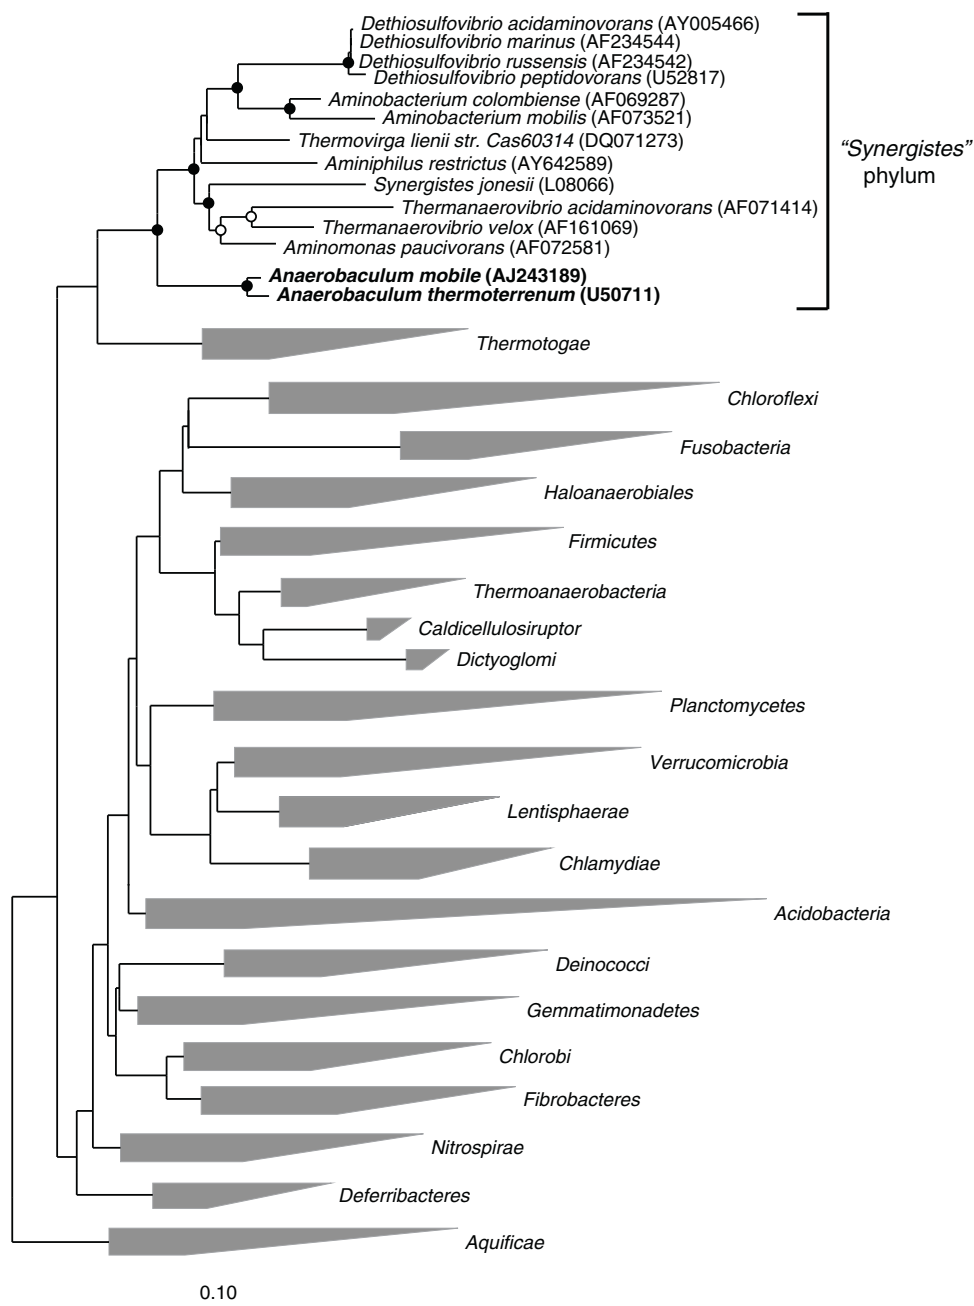 Dethiosulfovibrio acidaminovorans (AY005466)
Dethiosulfovibrio marinus (AF234544)
Dethiosulfovibrio russensis (AF234542)
Dethiosulfovibrio peptidovorans (U52817)
Aminobacterium colombiense (AF069287)
Aminobacterium mobilis (AF073521)
Thermovirga lienii str. Cas60314 (DQ071273)
Aminiphilus restrictus (AY642589)
Synergistes jonesii (L08066)
Thermanaerovibrio acidaminovorans (AF071414)
Thermanaerovibrio velox (AF161069)
Aminomonas paucivorans (AF072581)
Anaerobaculum mobile (AJ243189)
Anaerobaculum thermoterrenum (U50711)
“Synergistes”
phylum
Thermotogae
Chloroflexi
Fusobacteria
Haloanaerobiales
Firmicutes
Thermoanaerobacteria
Caldicellulosiruptor
Dictyoglomi
Planctomycetes
Verrucomicrobia
Lentisphaerae
Chlamydiae
Acidobacteria
Deinococci
Gemmatimonadetes
Chlorobi
Fibrobacteres
Nitrospirae
Deferribacteres
Aquificae
0.10